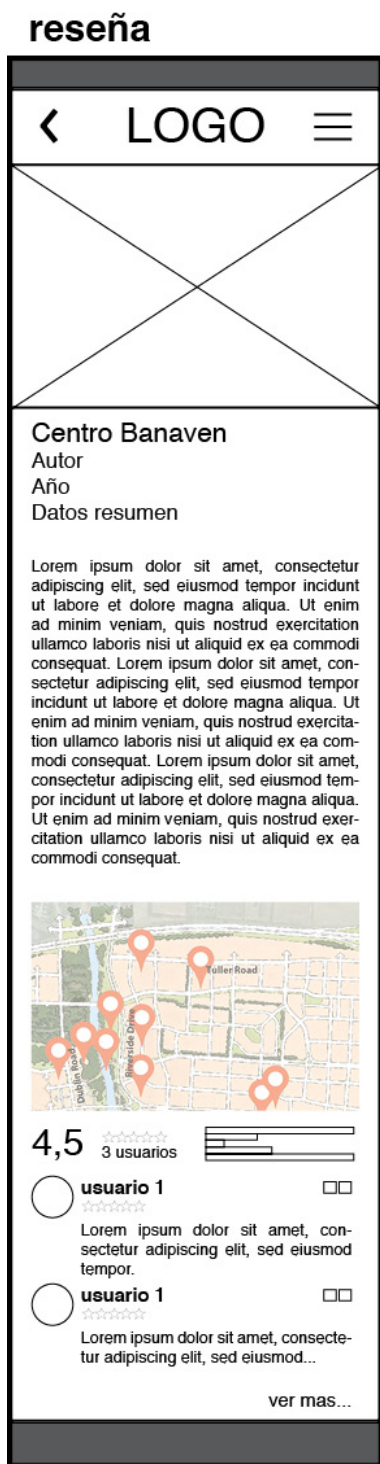 reseña
LOGO
Centro Banaven
Autor
Año
Datos resumen
Lorem ipsum dolor sit amet, consectetur
adipiscing elit, sed eiusmod tempor incidunt
ut labore et dolore magna aliqua. Ut enim
ad minim veniam, quis nostrud exercitation
ullamco laboris nisi ut aliquid ex ea commodi
consequat. Lorem ipsum dolor sit amet, con-
sectetur adipiscing elit, sed eiusmod tempor
incidunt ut labore et dolore magna aliqua. Ut
enim ad minim veniam, quis nostrud exercita-
tion ullamco laboris nisi ut aliquid ex ea com-
modi consequat. Lorem ipsum dolor sit amet,
consectetur adipiscing elit, sed eiusmod tem-
por incidunt ut labore et dolore magna aliqua.
Ut enim ad minim veniam, quis nostrud exer-
citation ullamco laboris nisi ut aliquid ex ea
commodi consequat.
Tuller Road
Riverside Drive
Dublin Road
4,5
3 usuarios
usuario 1
Lorem ipsum dolor sit amet, con-
sectetur adipiscing elit, sed eiusmod
tempor.
usuario 1
Lorem ipsum dolor sit amet, consecte-
tur adipiscing elit, sed eiusmod...
ver mas...